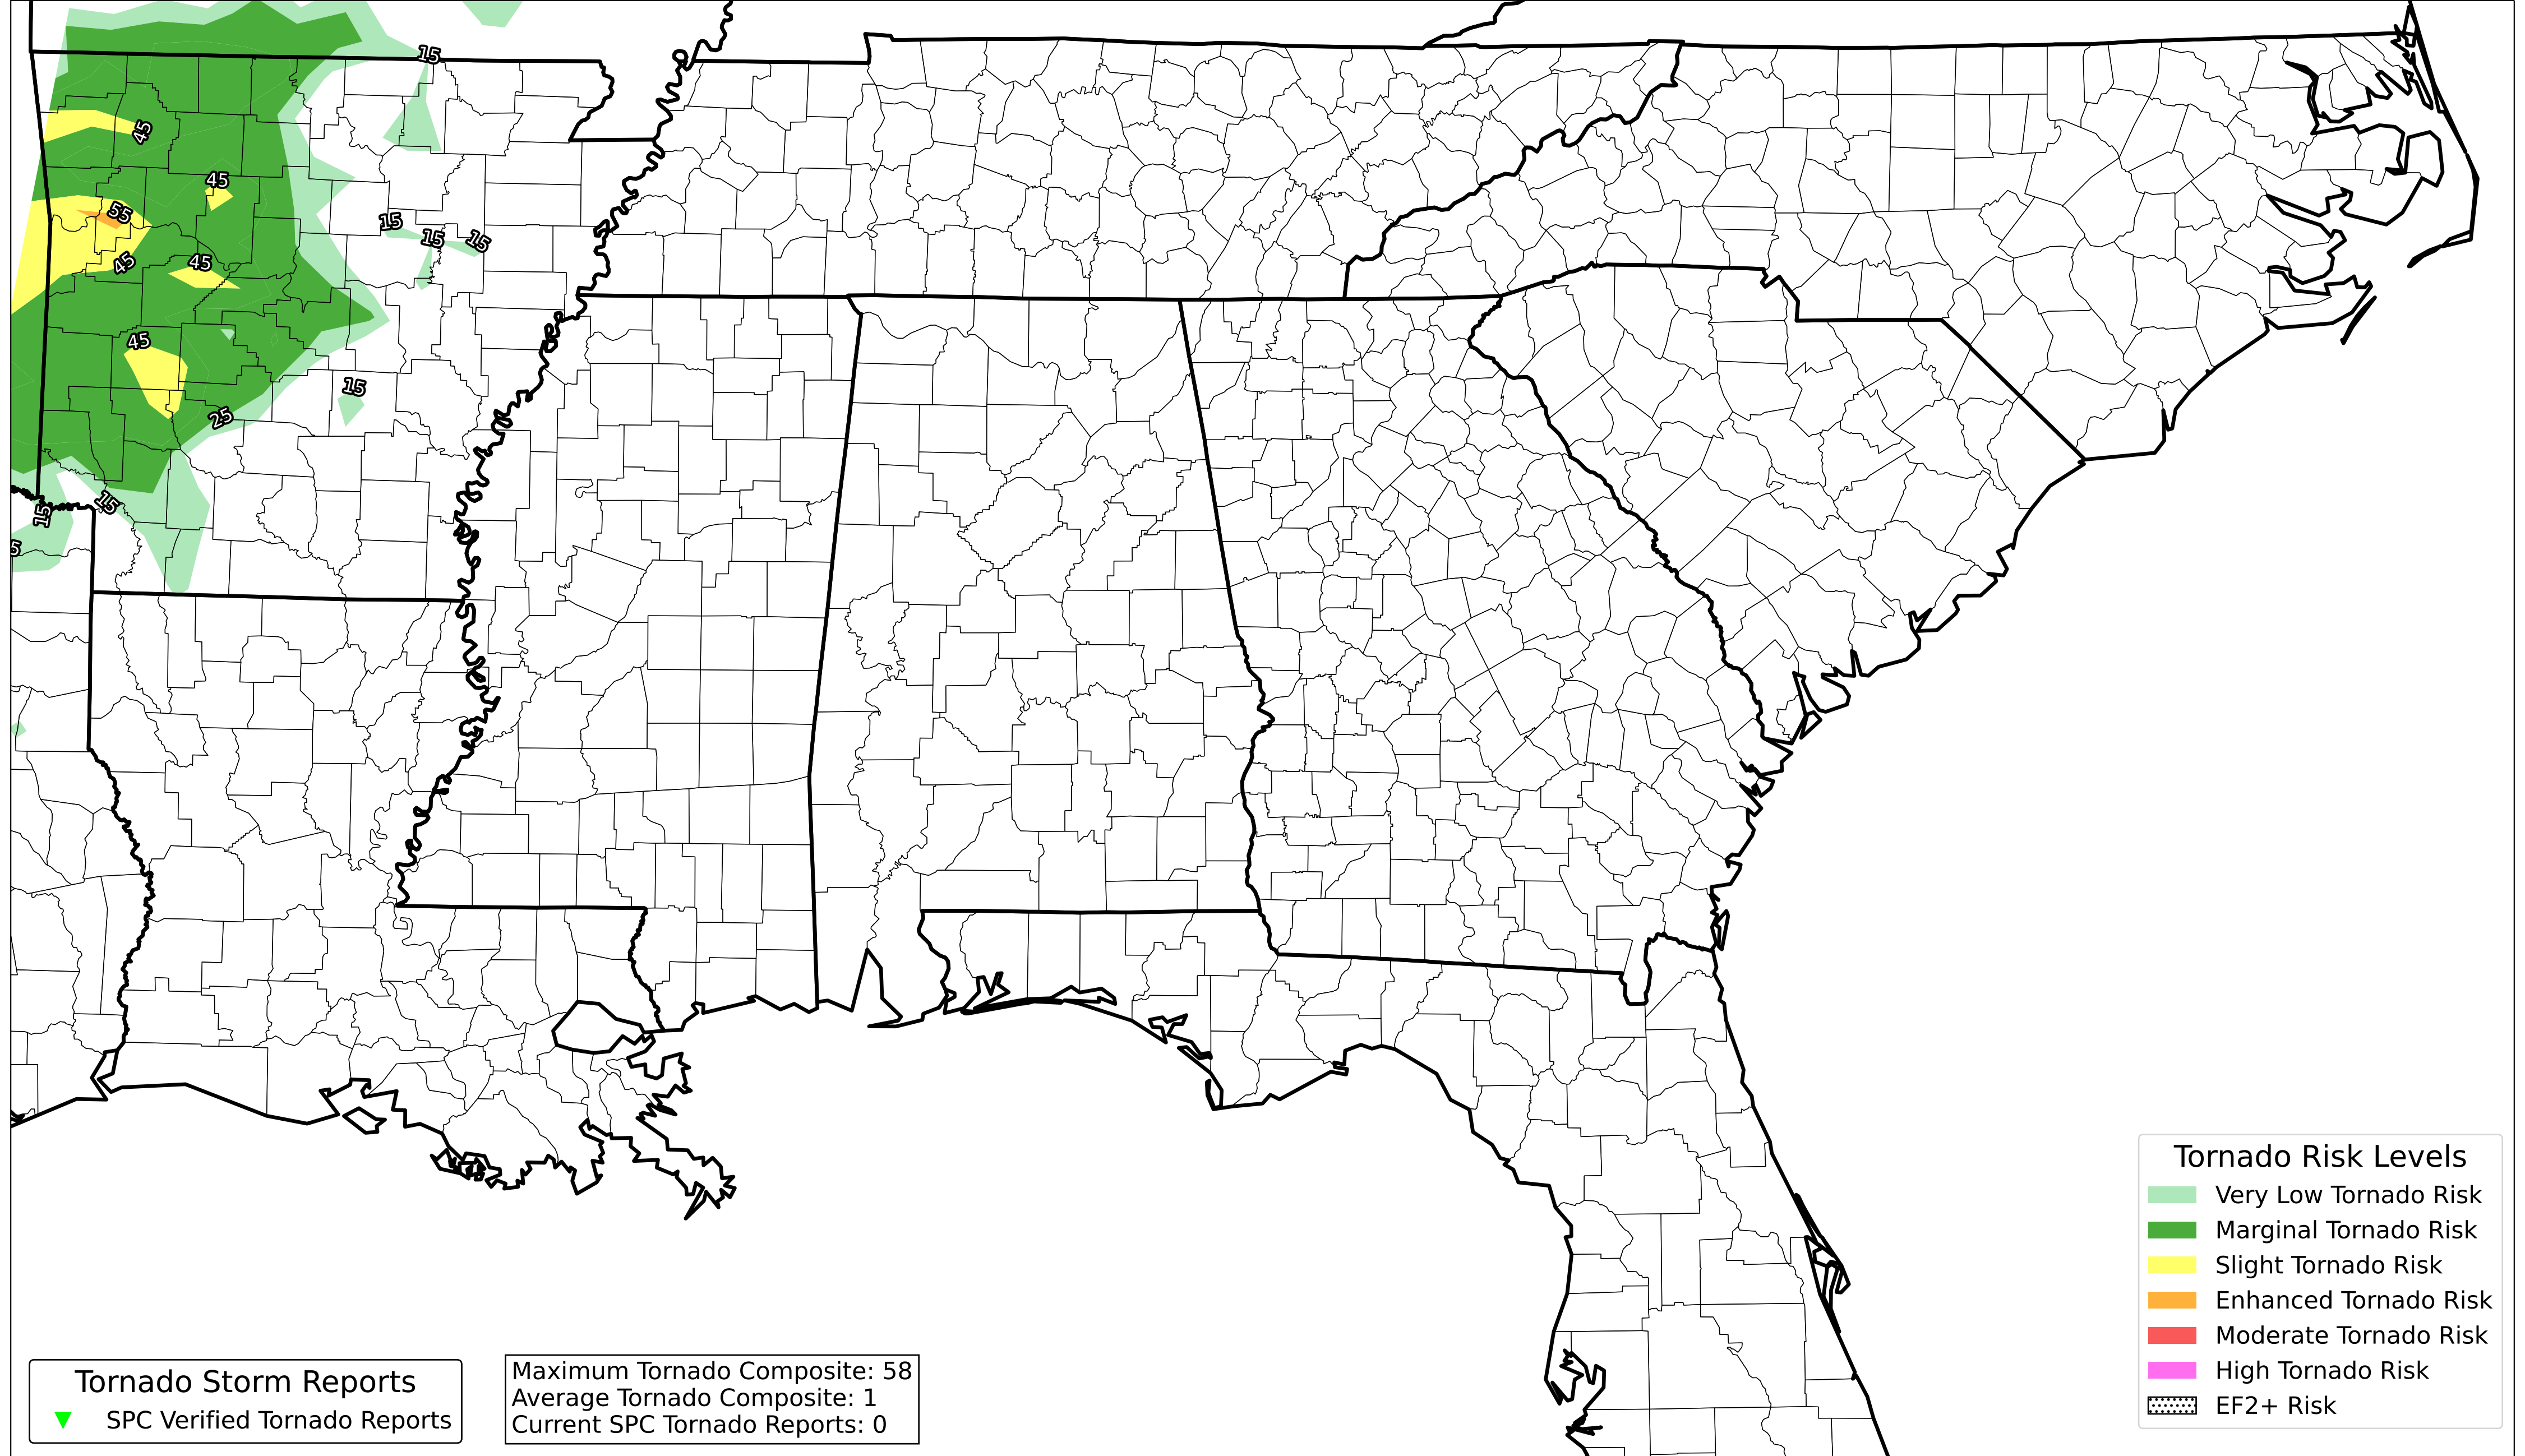 15
45
45
55
15
15
15
45
45
45
15
25
15
15
5
Tornado Risk Levels
Very Low Tornado Risk
Marginal Tornado Risk
Slight Tornado Risk
Enhanced Tornado Risk
Moderate Tornado Risk
High Tornado Risk
EF2+ Risk
Tornado Storm Reports
SPC Verified Tornado Reports
Maximum Tornado Composite: 58
Average Tornado Composite: 1
Current SPC Tornado Reports: 0